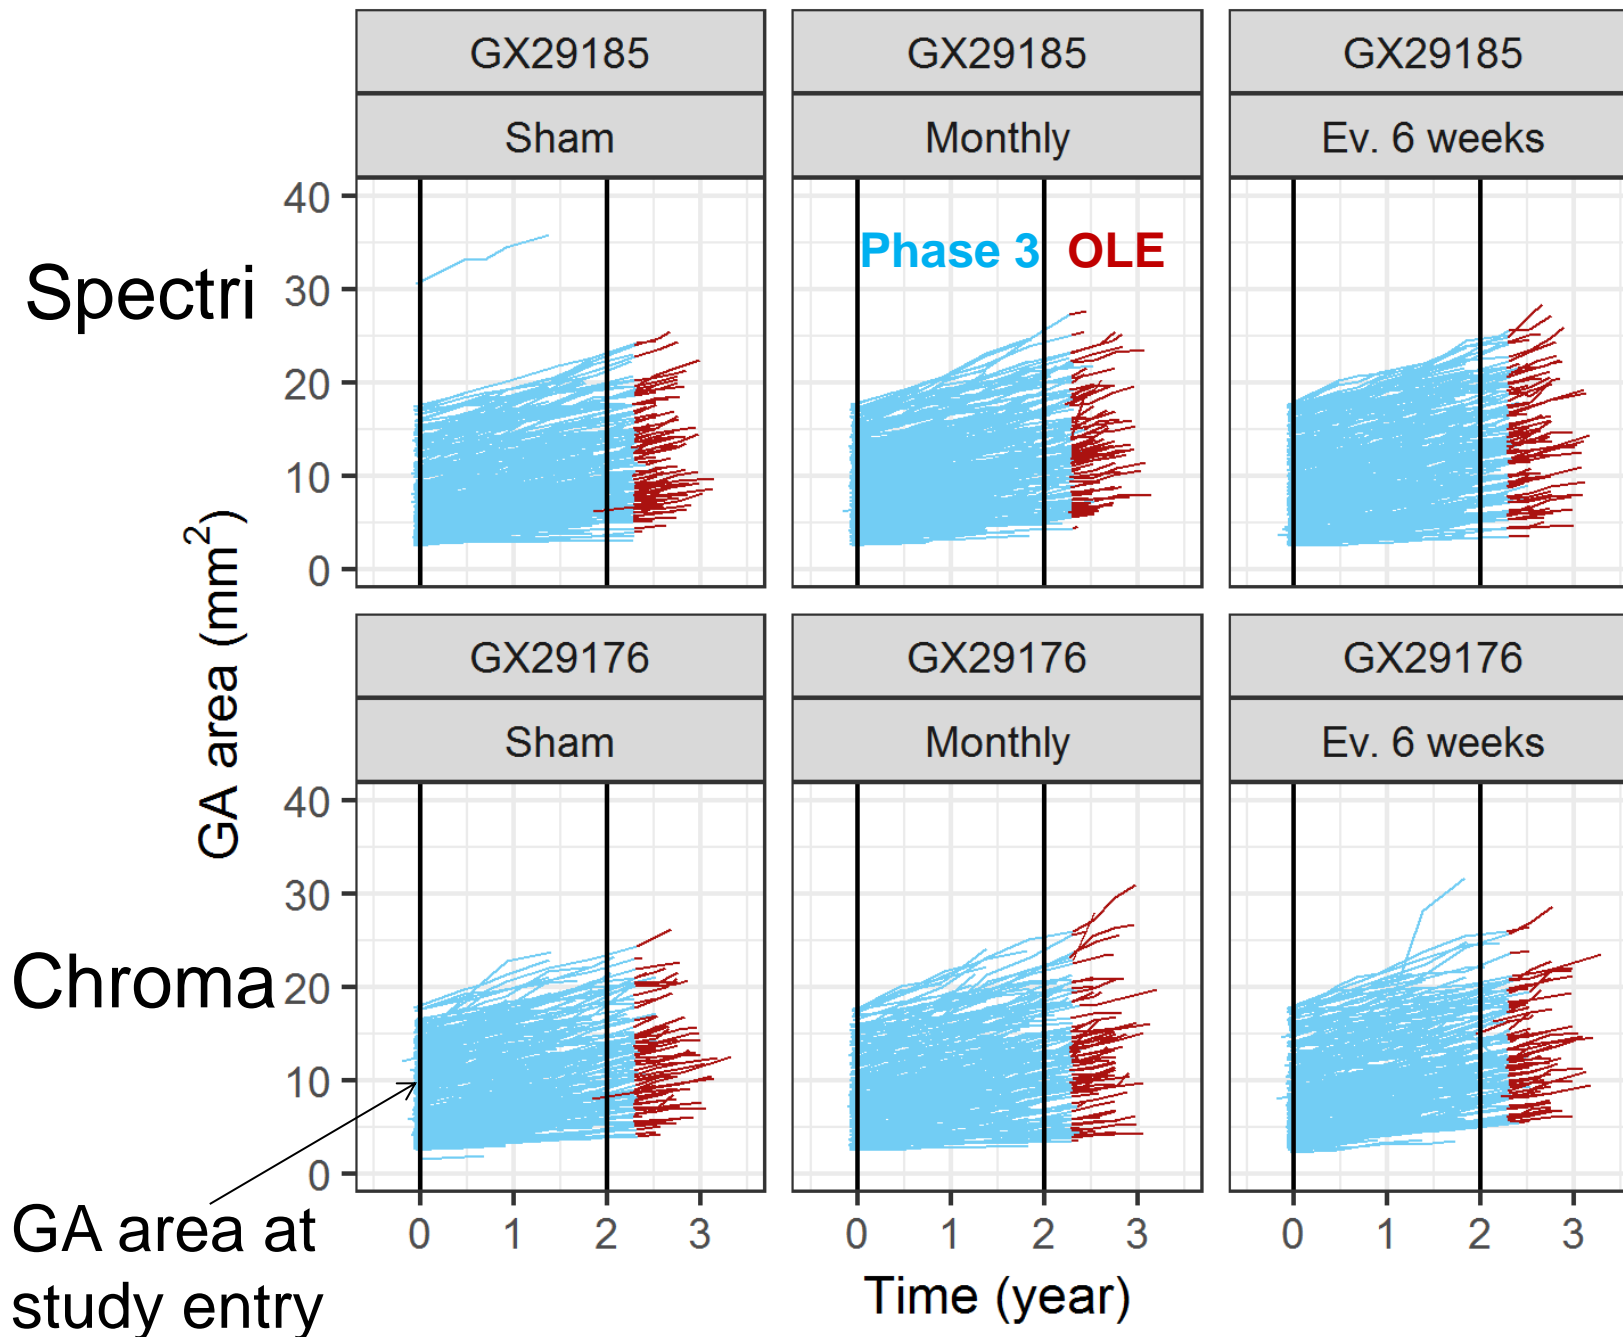 GX29185
GX29185
GX29185
Sham
Monthly
Ev. 6 weeks
Spectri
Phase 3
OLE
40
30
20
10
0
GA area (mm²)
GX29176
GX29176
GX29176
Sham
Monthly
Ev. 6 weeks
Chroma
40
30
20
10
0
0 1 2 3
0 1 2 3
0 1 2 3
Time (year)
GA area at
study entry